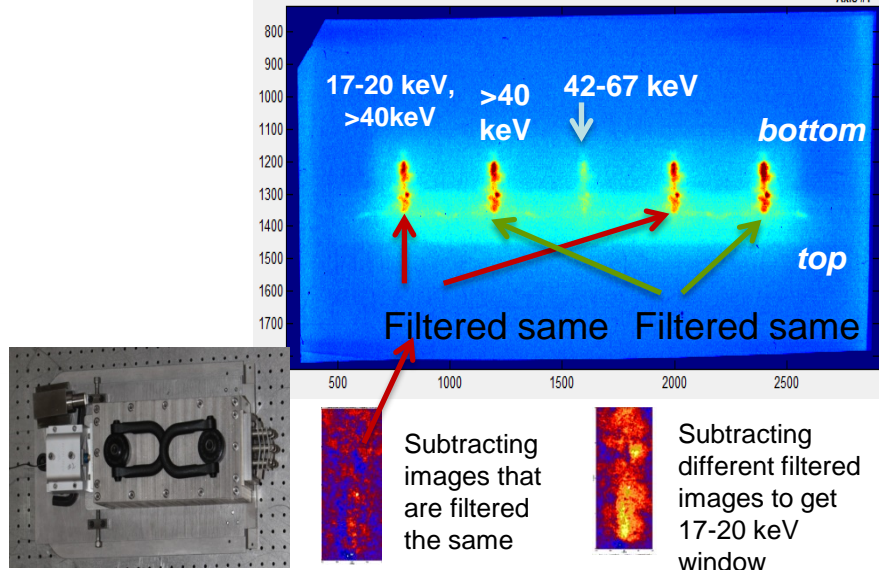 800
900
1000
1100
1200
1300
1400
1500
1600
1700
17-20 keV,
>40keV
>40
keV
42-67 keV
bottom
top
Filtered same
Filtered same
500
1000
1500
2000
2500
Subtracting
images that
are filtered
the same
Subtracting
different filtered
images to get
17-20 keV
window